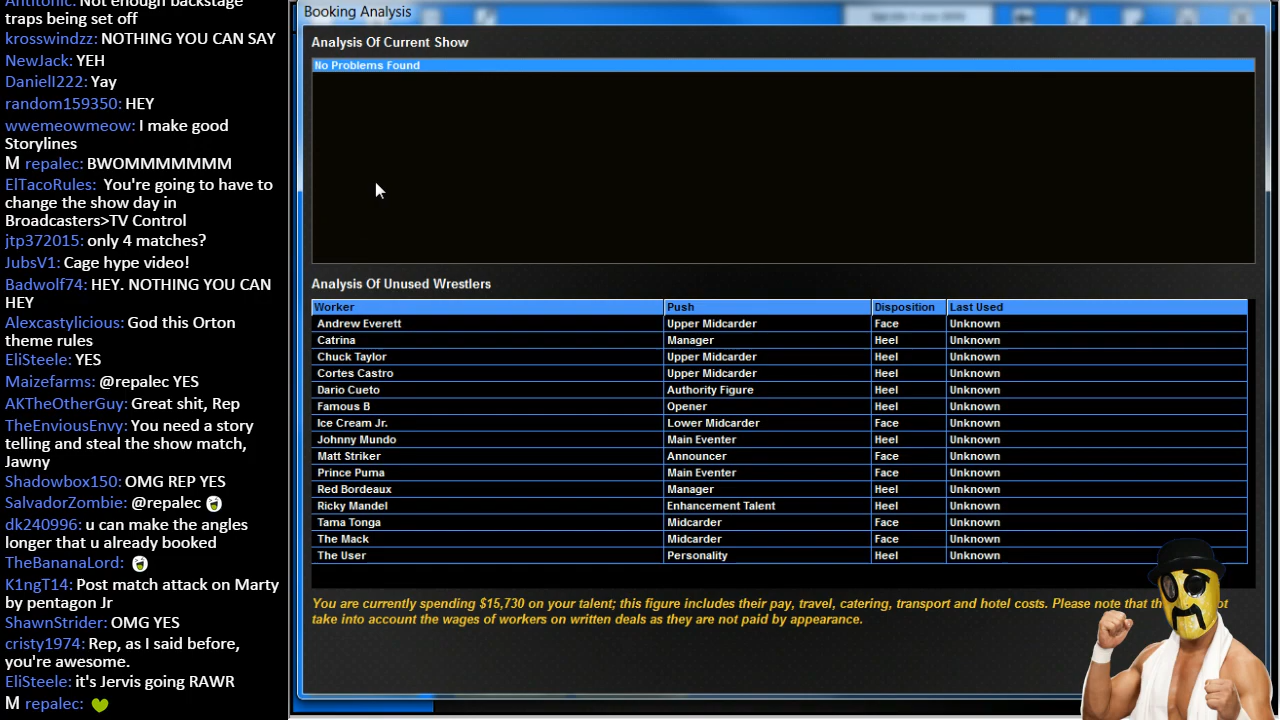 Antitonic: Not enough backstage
traps being set off
krosswindzz: NOTHING YOU CAN SAY
NewJack: YEH
Daniell222: Yay
random159350: HEY
wwemeowmeow: I make good
Storylines
M repalec: BWOMMMMMMM
ElTacoRules: You're going to have to
change the show day in
Broadcasters>TV Control
jtp372015: only 4 matches?
JubsV1: Cage hype video!
Badwolf74: HEY. NOTHING YOU CAN
HEY
Alexcastylicious: God this Orton
theme rules
EliSteele: YES
Maizefarms: @repalec YES
AKTheOtherGuy: Great shit, Rep
TheEnviousEnvy: You need a story
telling and steal the show match,
Jawny
Shadowbox150: OMG REP YES
SalvadorZombie: @repalec
dk240996: u can make the angles
longer that u already booked
TheBananaLord:
K1ngT14: Post match attack on Marty
by pentagon Jr
ShawnStrider: OMG YES
cristy1974: Rep, as I said before,
you're awesome.
EliSteele: it's Jervis going RAWR
M repalec:
Booking Analysis
Analysis Of Current Show
No Problems Found
Analysis Of Unused Wrestlers
Worker Push Disposition Last Used
Andrew Everett Upper Midcarder Face Unknown
Catrina Manager Heel Unknown
Chuck Taylor Upper Midcarder Heel Unknown
Cortes Castro Upper Midcarder Heel Unknown
Dario Cueto Authority Figure Heel Unknown
Famous B Opener Heel Unknown
Ice Cream Jr. Lower Midcarder Face Unknown
Johnny Mundo Main Eventer Heel Unknown
Matt Striker Announcer Face Unknown
Prince Puma Main Eventer Face Unknown
Red Bordeaux Manager Heel Unknown
Ricky Mandel Enhancement Talent Heel Unknown
Tama Tonga Midcarder Face Unknown
The Mack Midcarder Face Unknown
The User Personality Heel Unknown
You are currently spending $15,730 on your talent; this figure includes their pay, travel, catering, transport and hotel costs. Please note that
take into account the wages of workers on written deals as they are not paid by appearance.